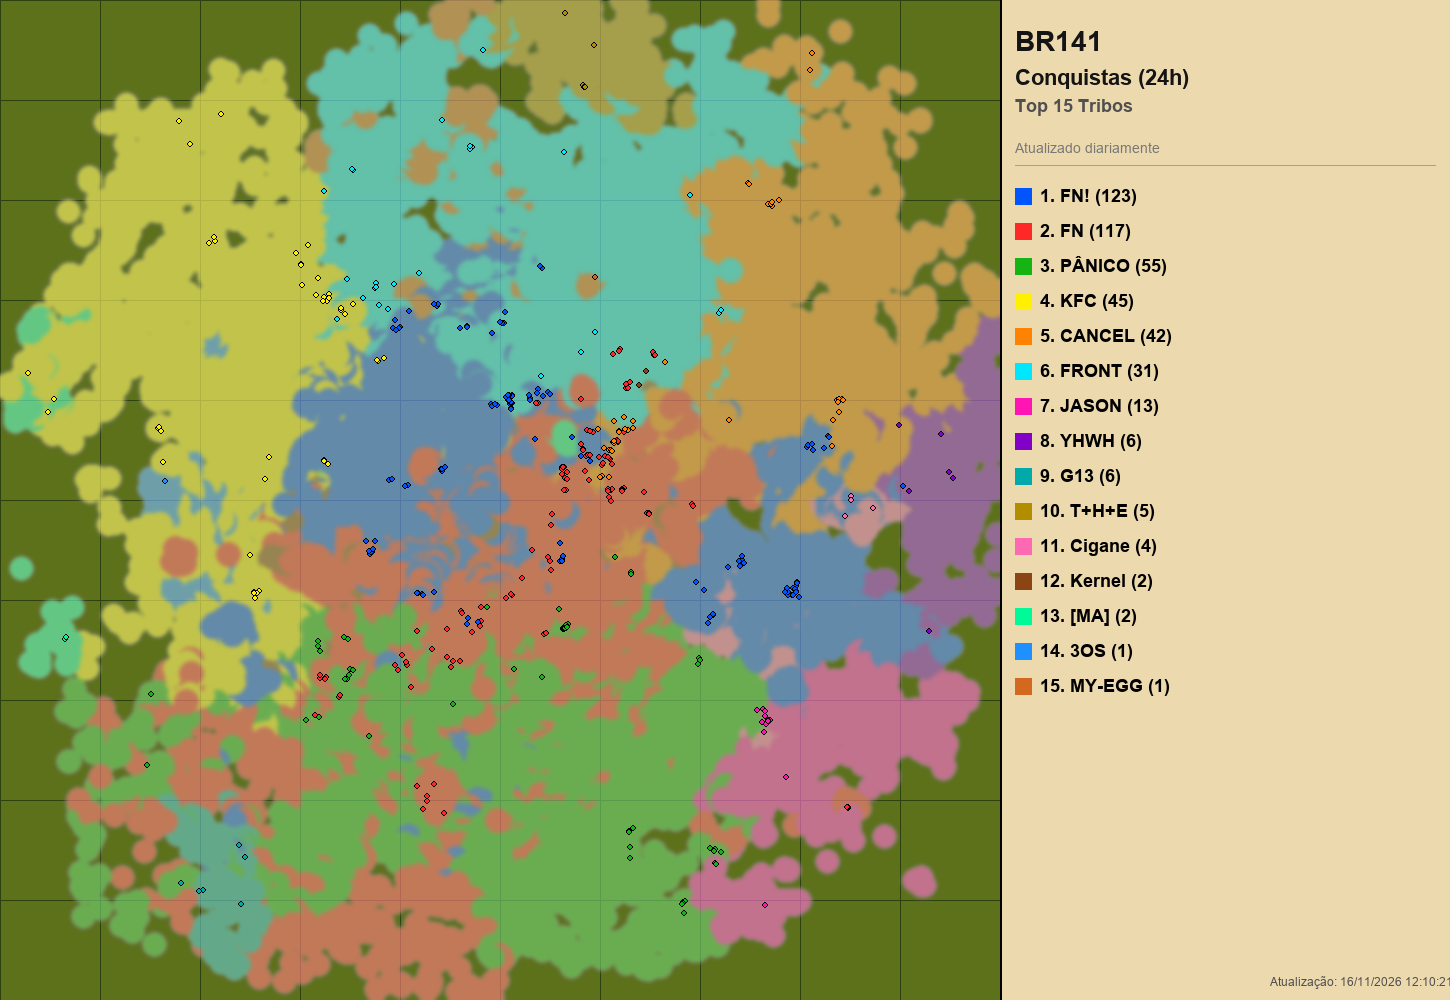 BR141
Conquistas (24h)
Top 15 Tribos
Atualizado diariamente
1. FN! (123)
2. FN (117)
3. PÂNICO (55)
4. KFC (45)
5. CANCEL (42)
6. FRONT (31)
7. JASON (13)
8. YHWH (6)
9. G13 (6)
10. T+H+E (5)
11. Cigane (4)
12. Kernel (2)
13. [MA] (2)
14. 3OS (1)
15. MY-EGG (1)
Atualização: 16/11/2026 12:10:21